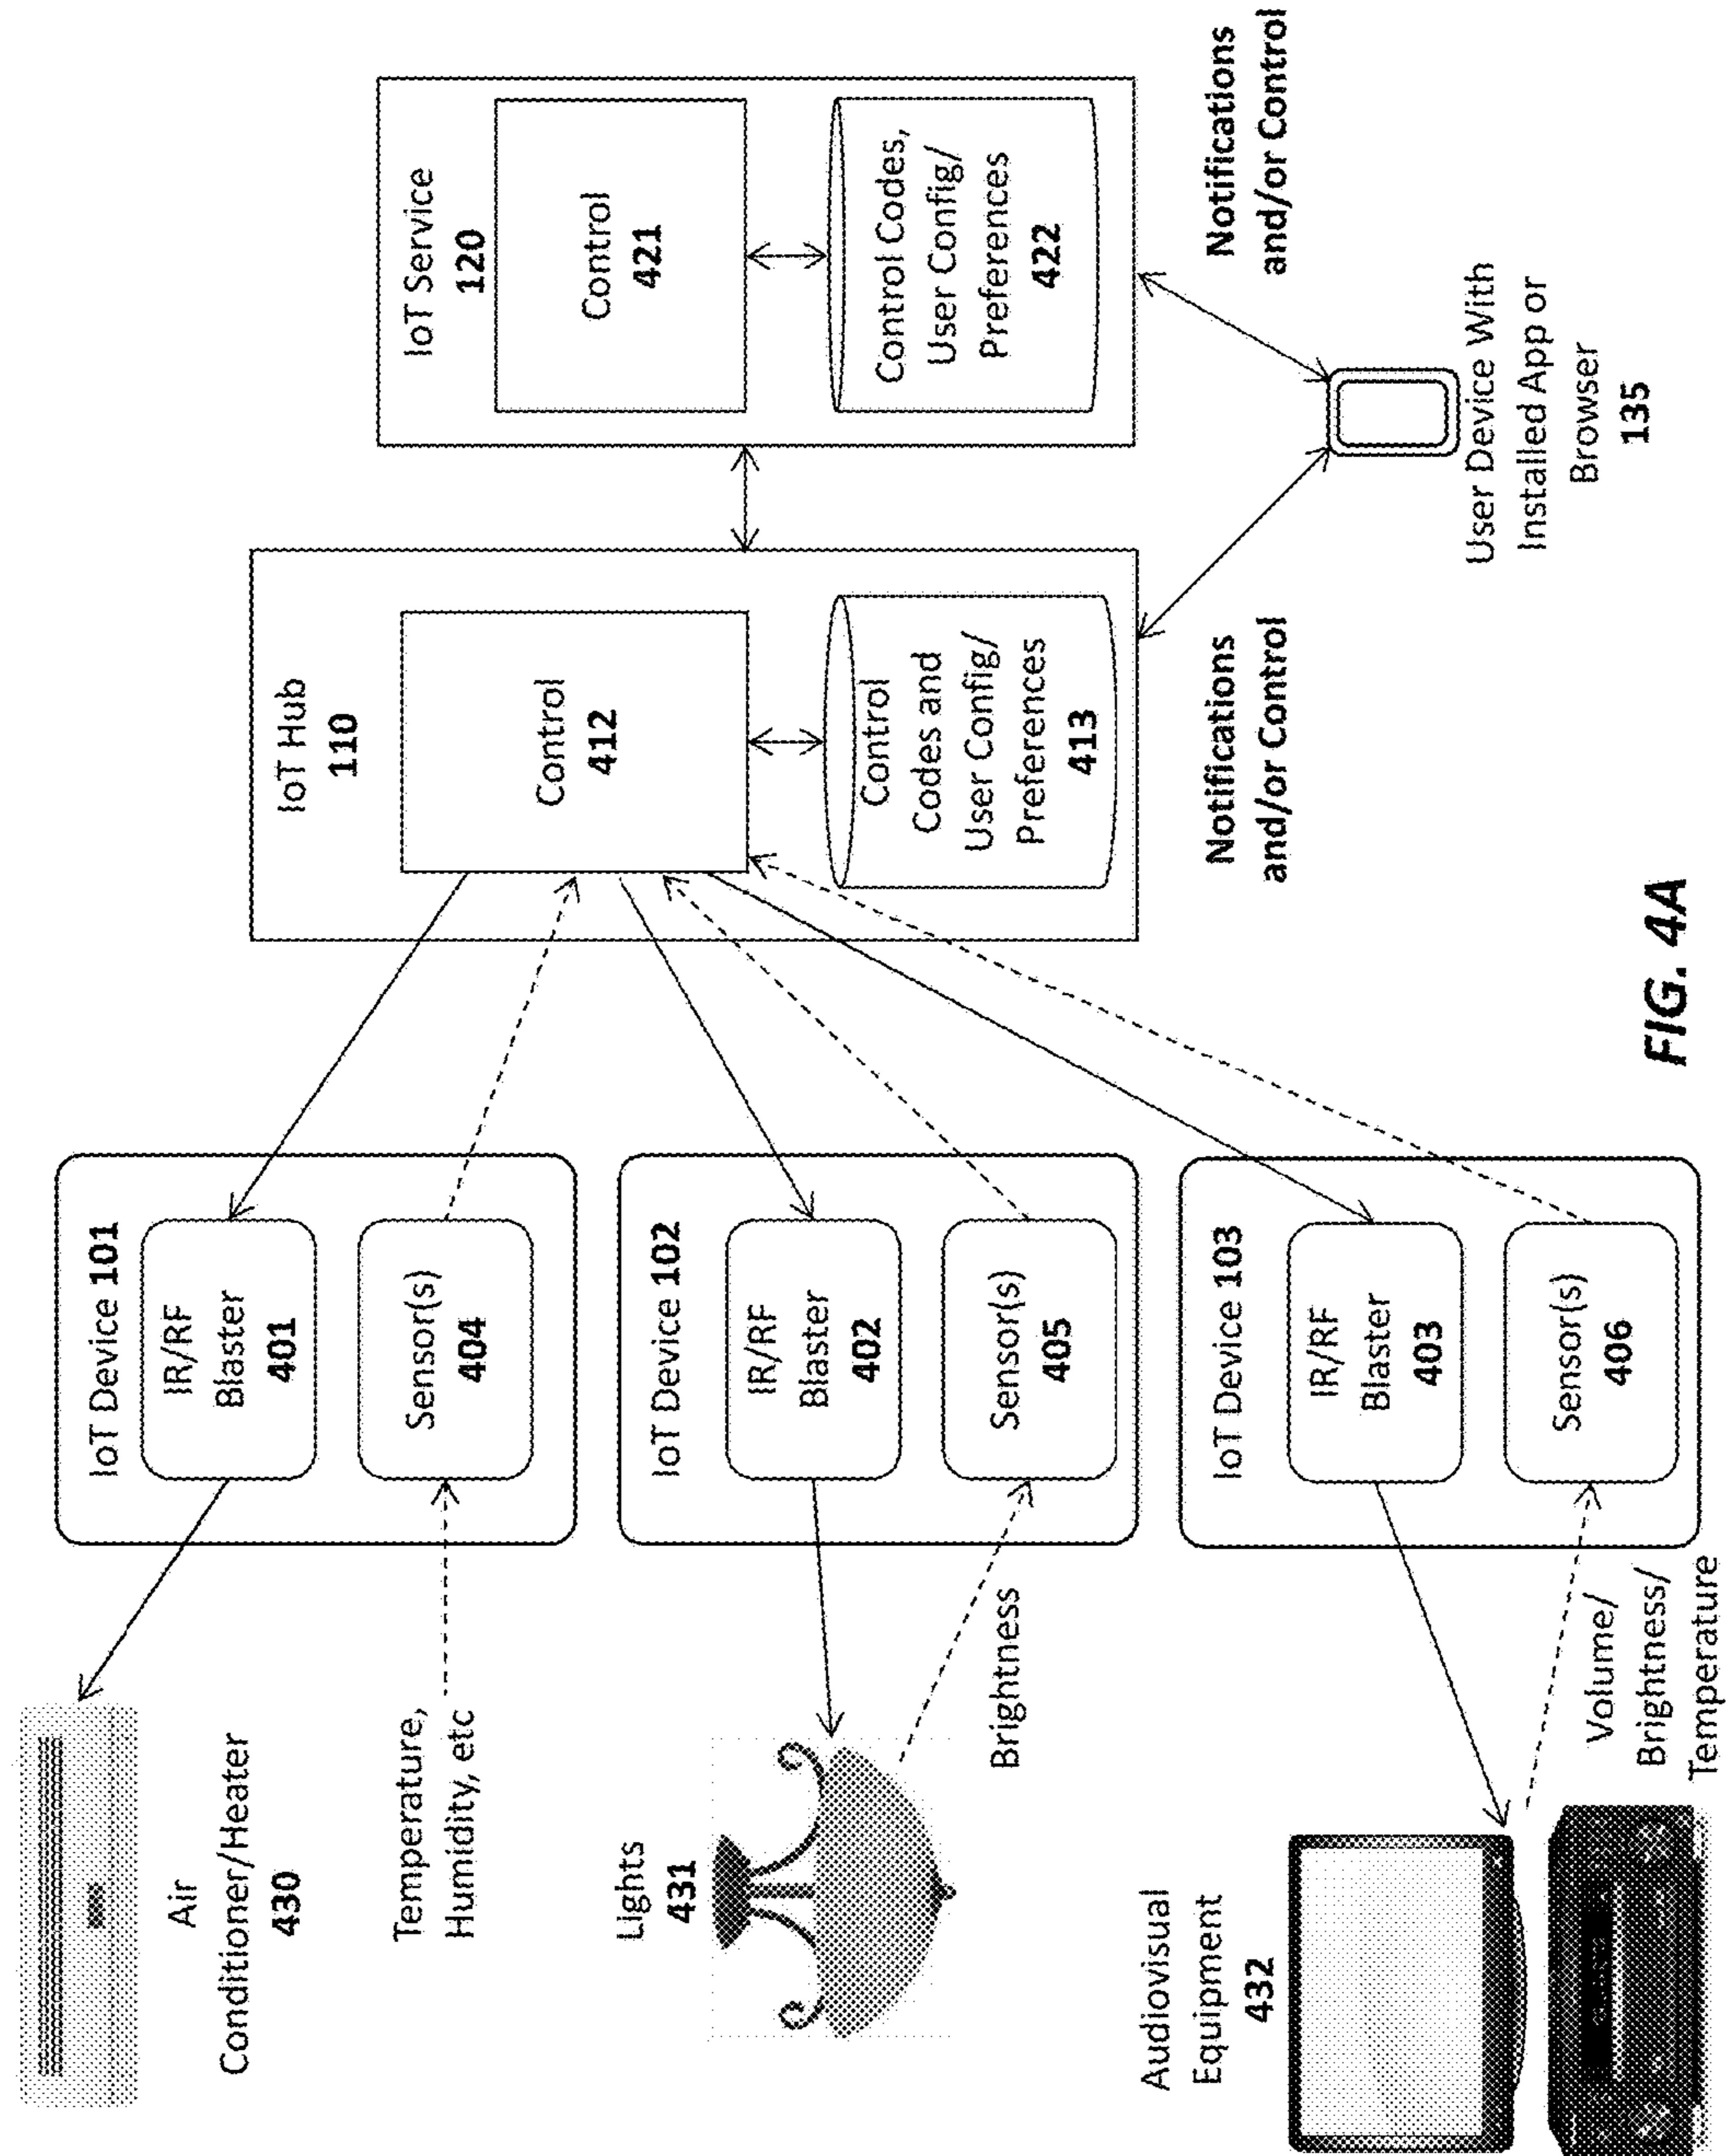 Air
Conditioner/Heater
430
Temperature,
Humidity, etc
Lights
431
Brightness
Audiovisual
Equipment
432
Volume/
Brightness/
Temperature
IoT Device 101
IR/RF
Blaster
401
Sensor(s)
404
IoT Device 102
IR/RF
Blaster
402
Sensor(s)
405
IoT Device 103
IR/RF
Blaster
403
Sensor(s)
406
IoT Hub
110
Control
412
Control
Codes and
User Config/
Preferences
413
Notifications
and/or Control
IoT Service
120
Control
421
Control Codes,
User Config/
Preferences
422
Notifications
and/or Control
User Device With
Installed App or
Browser
135
FIG. 4A